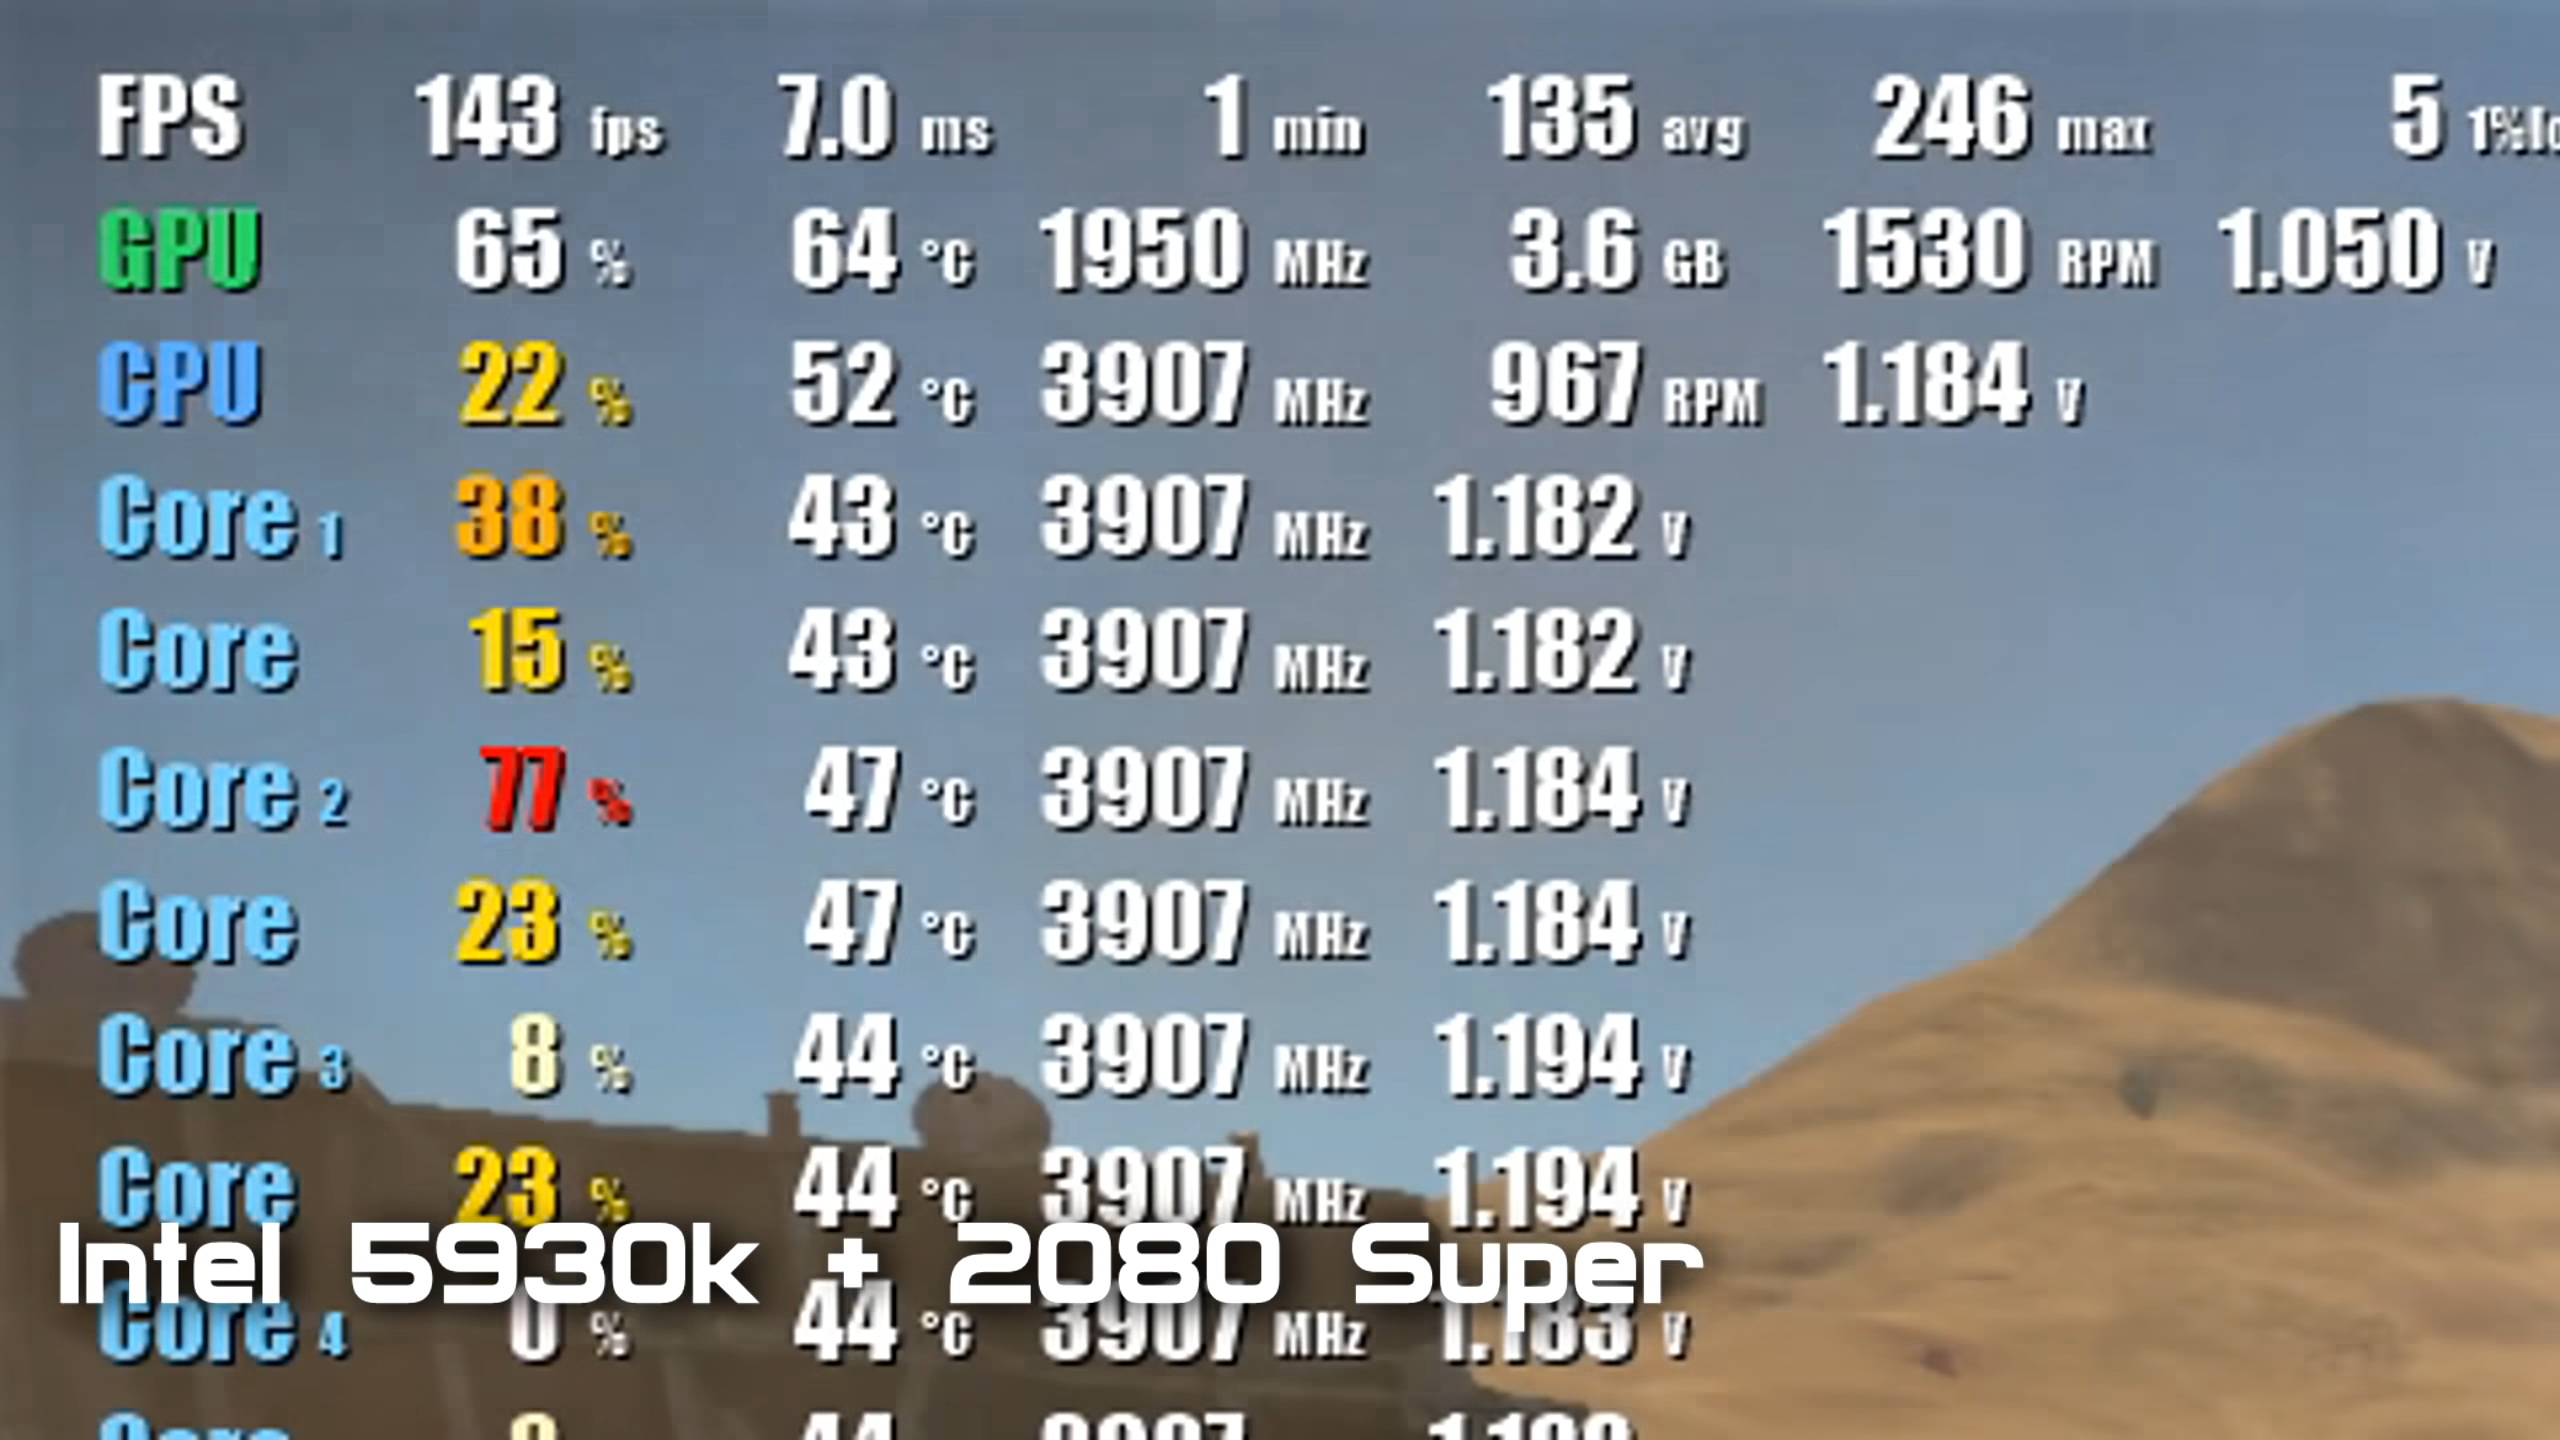 FPS 143 fps 7.0 ms 1 min 135 avg 246 max 5
GPU 65 % 64 °C 1950 MHz 3.6 GB 1530 RPM 1.050 V
CPU 22 % 52 °C 3907 MHz 967 RPM 1.184 V
Core 1 38 % 43 °C 3907 MHz 1.182 V
Core 15 % 43 °C 3907 MHz 1.182 V
Core 2 77 % 47 °C 3907 MHz 1.184 V
Core 23 % 47 °C 3907 MHz 1.184 V
Core 3 8 % 44 °C 3907 MHz 1.194 V
Core 23 % 44 °C 3907 MHz 1.194 V
Intel 5930k + 2080 Super
Core 4 0 % 44 °C 3907 MHz 1.183 V